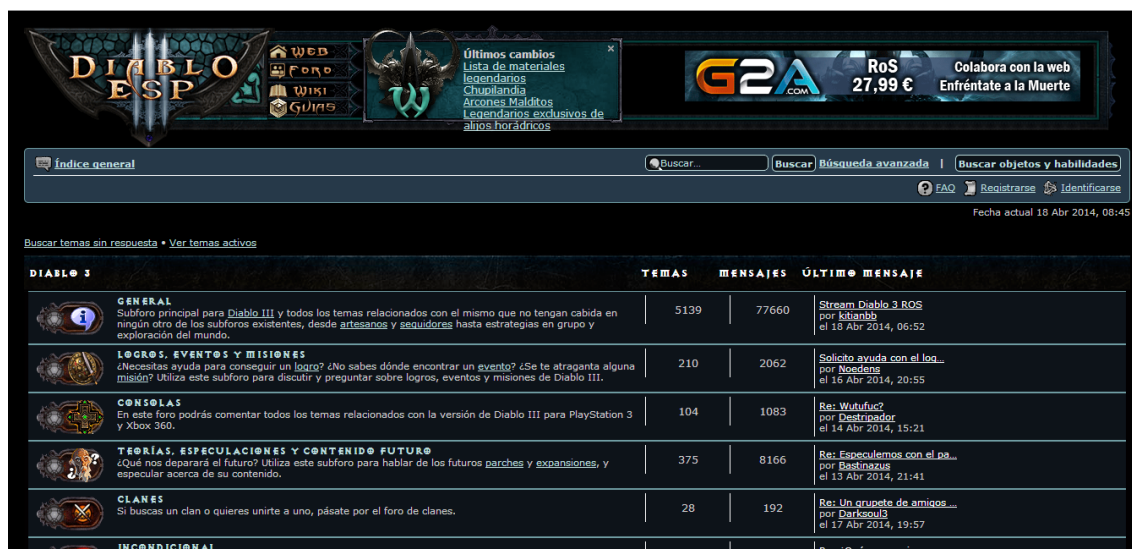 DIABLO
III
ESP
WEB
FORO
WIKI
GUIAS
Últimos cambios
×
Lista de materiales
legendarios
Chupilandia
Arcones Malditos
Legendarios exclusivos de
alijos horádricos
G2A.COM
RoS
27,99 €
Colabora con la web
Enfréntate a la Muerte
Índice general
Buscar...
Buscar
Búsqueda avanzada
|
Buscar objetos y habilidades
FAQ
Registrarse
Identificarse
Fecha actual 18 Abr 2014, 08:45
Buscar temas sin respuesta • Ver temas activos
DIABLO 3
TEMAS
MENSAJES
ÚLTIMO MENSAJE
GENERAL
Subforo principal para Diablo III y todos los temas relacionados con el mismo que no tengan cabida en
ningún otro de los subforos existentes, desde artesanos y seguidores hasta estrategias en grupo y
exploración del mundo.
5139
77660
Stream Diablo 3 ROS
por kitianbb
el 18 Abr 2014, 06:52
LOGROS, EVENTOS Y MISIONES
¿Necesitas ayuda para conseguir un logro? ¿No sabes dónde encontrar un evento? ¿Se te atraganta alguna
misión? Utiliza este subforo para discutir y preguntar sobre logros, eventos y misiones de Diablo III.
210
2062
Solicito ayuda con el log...
por Noedens
el 16 Abr 2014, 20:55
CONSOLAS
En este foro podrás comentar todos los temas relacionados con la versión de Diablo III para PlayStation 3
y Xbox 360.
104
1083
Re: Wutufuc?
por Destripador
el 14 Abr 2014, 15:21
TEORÍAS, ESPECULACIONES Y CONTENIDO FUTURO
¿Qué nos deparará el futuro? Utiliza este subforo para hablar de los futuros parches y expansiones, y
especular acerca de su contenido.
375
8166
Re: Especulemos con el pa...
por Bastinazus
el 13 Abr 2014, 21:41
CLANES
Si buscas un clan o quieres unirte a uno, pásate por el foro de clanes.
28
192
Re: Un grupete de amigos ...
por Darksoul3
el 17 Abr 2014, 19:57
INCONDICIONAL